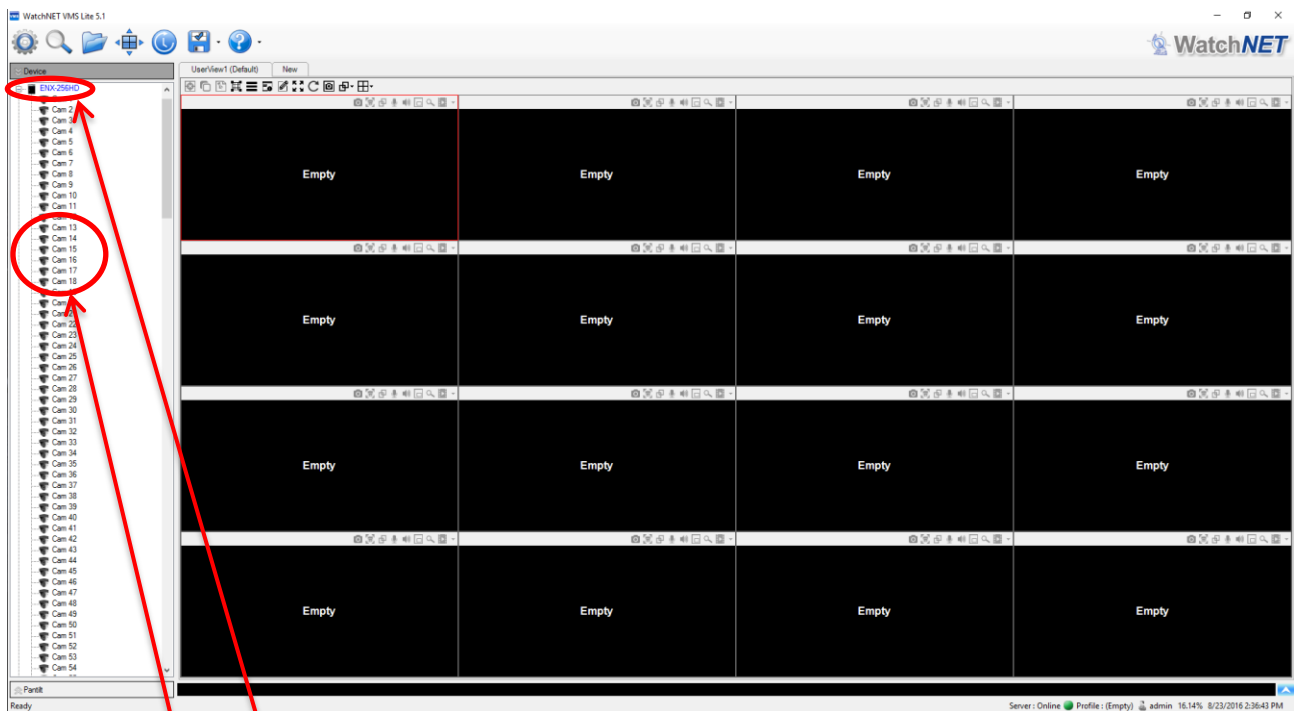 WatchNET VMS Lite 5.1
WatchNET
Device
UserView1 (Default) New
ENX-256HD
Cam 2
Cam 3
Cam 4
Cam 5
Cam 6
Cam 7
Cam 8
Cam 9
Cam 10
Cam 11
Cam 13
Cam 14
Cam 15
Cam 16
Cam 17
Cam 18
Cam
Cam 22
Cam 23
Cam 24
Cam 25
Cam 26
Cam 27
Cam 28
Cam 29
Cam 30
Cam 31
Cam 32
Cam 33
Cam 34
Cam 35
Cam 36
Cam 37
Cam 38
Cam 39
Cam 40
Cam 41
Cam 42
Cam 43
Cam 44
Cam 45
Cam 46
Cam 47
Cam 48
Cam 49
Cam 50
Cam 51
Cam 52
Cam 53
Cam 54
Empty Empty Empty Empty
Empty Empty Empty Empty
Empty Empty Empty Empty
Empty Empty Empty Empty
Pantilt
Ready
Server : Online Profile : (Empty) admin 16.14% 8/23/2016 2:36:43 PM